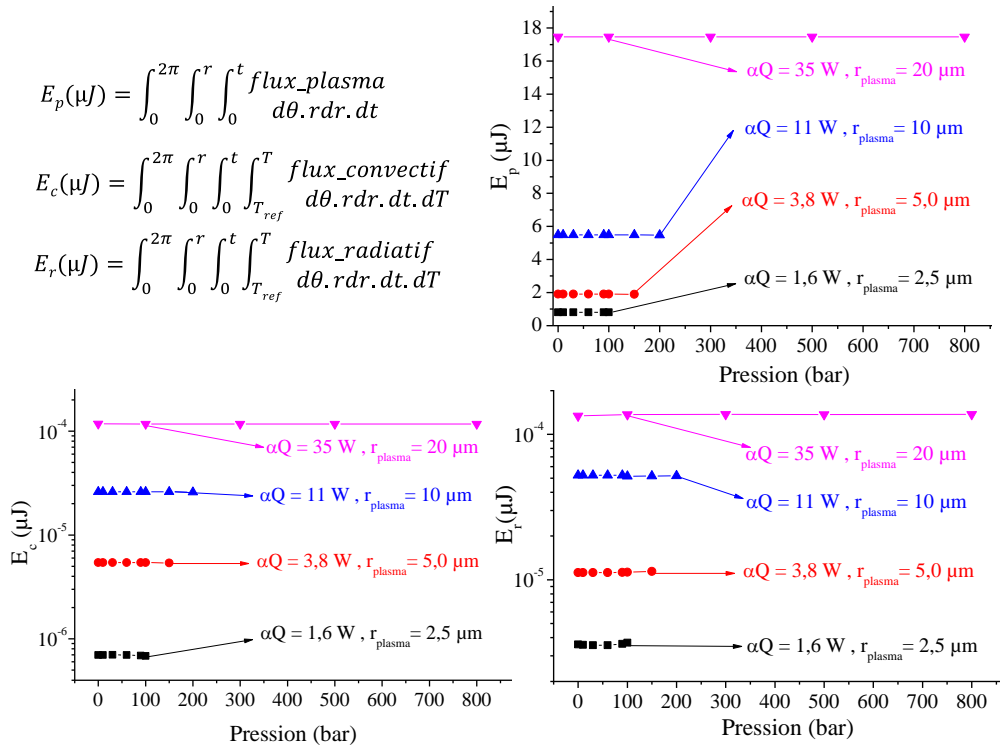 E_p(μJ) = ∫_0^{2π} ∫_0^r ∫_0^t flux_plasma dθ.rdr.dt
E_c(μJ) = ∫_0^{2π} ∫_0^r ∫_0^t ∫_{T_ref}^T flux_convectif dθ.rdr.dt.dT
E_r(μJ) = ∫_0^{2π} ∫_0^r ∫_0^t ∫_{T_ref}^T flux_radiatif dθ.rdr.dt.dT
E_p (µJ)
18
16
14
12
10
8
6
4
2
0
αQ = 35 W , r_plasma= 20 µm
αQ = 11 W , r_plasma= 10 µm
αQ = 3,8 W , r_plasma= 5,0 µm
αQ = 1,6 W , r_plasma= 2,5 µm
0 100 200 300 400 500 600 700 800
Pression (bar)
E_c (µJ)
10^-4
10^-5
10^-6
αQ = 35 W , r_plasma= 20 µm
αQ = 11 W , r_plasma= 10 µm
αQ = 3,8 W , r_plasma= 5,0 µm
αQ = 1,6 W , r_plasma= 2,5 µm
0 100 200 300 400 500 600 700 800
Pression (bar)
E_r(µJ)
10^-4
10^-5
αQ = 35 W , r_plasma= 20 µm
αQ = 11 W , r_plasma= 10 µm
αQ = 3,8 W , r_plasma= 5,0 µm
αQ = 1,6 W , r_plasma= 2,5 µm
0 100 200 300 400 500 600 700 800
Pression (bar)